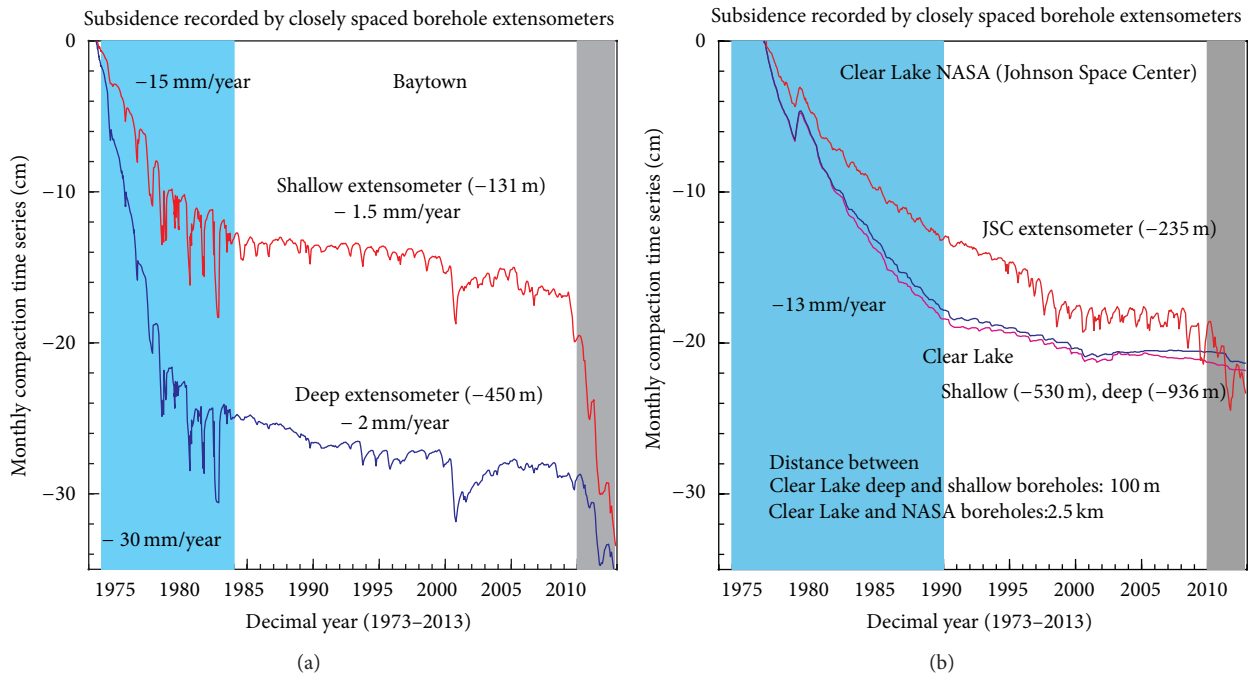 Subsidence recorded by closely spaced borehole extensometers
0
−10
−20
−30
Monthly compaction time series (cm)
−15 mm/year
Baytown
Shallow extensometer (−131 m)
− 1.5 mm/year
Deep extensometer (−450 m)
− 2 mm/year
− 30 mm/year
1975 1980 1985 1990 1995 2000 2005 2010
Decimal year (1973–2013)
(a)
Subsidence recorded by closely spaced borehole extensometers
0
−10
−20
−30
Monthly compaction time series (cm)
Clear Lake NASA (Johnson Space Center)
JSC extensometer (−235 m)
−13 mm/year
Clear Lake
Shallow (−530 m), deep (−936 m)
Distance between
Clear Lake deep and shallow boreholes: 100 m
Clear Lake and NASA boreholes:2.5 km
1975 1980 1985 1990 1995 2000 2005 2010
Decimal year (1973–2013)
(b)